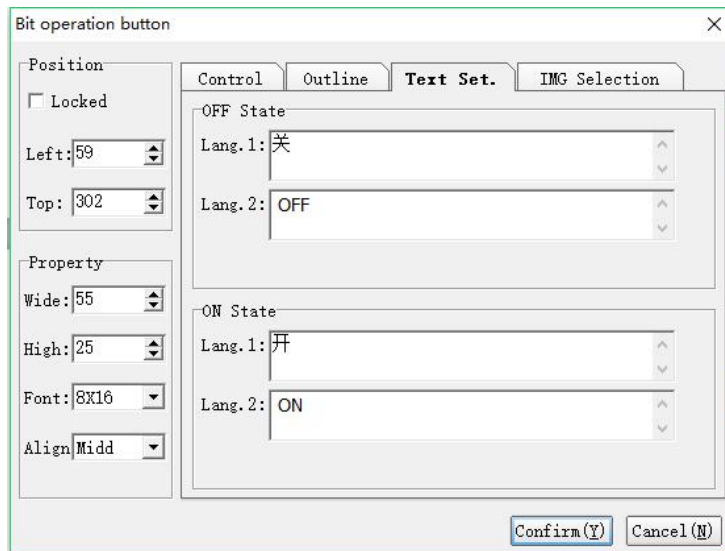 Bit operation button
Position
Locked
Left: 59
Top: 302
Property
Wide: 55
High: 25
Font: 8X16
Align Midd
Control Outline Text Set. IMG Selection
OFF State
Lang.1: 关
Lang.2: OFF
ON State
Lang.1: 开
Lang.2: ON
Confirm(Y) Cancel(N)